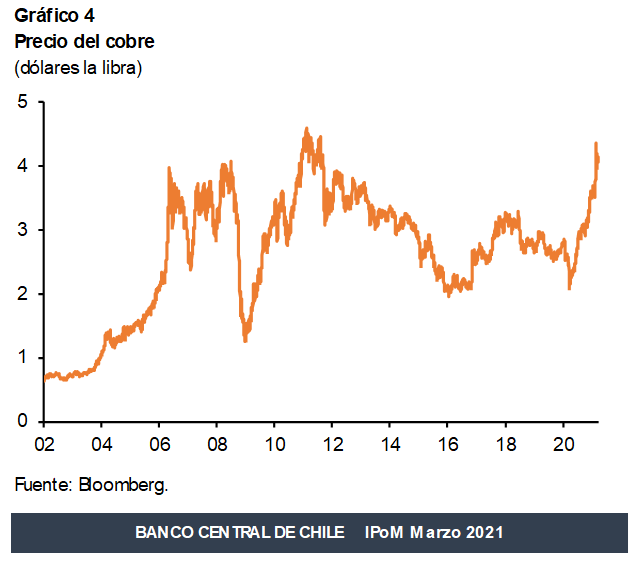 Gráfico 4
Precio del cobre
(dólares la libra)
5
4
3
2
1
0
02 04 06 08 10 12 14 16 18 20
Fuente: Bloomberg.
BANCO CENTRAL DE CHILE IPoM Marzo 2021